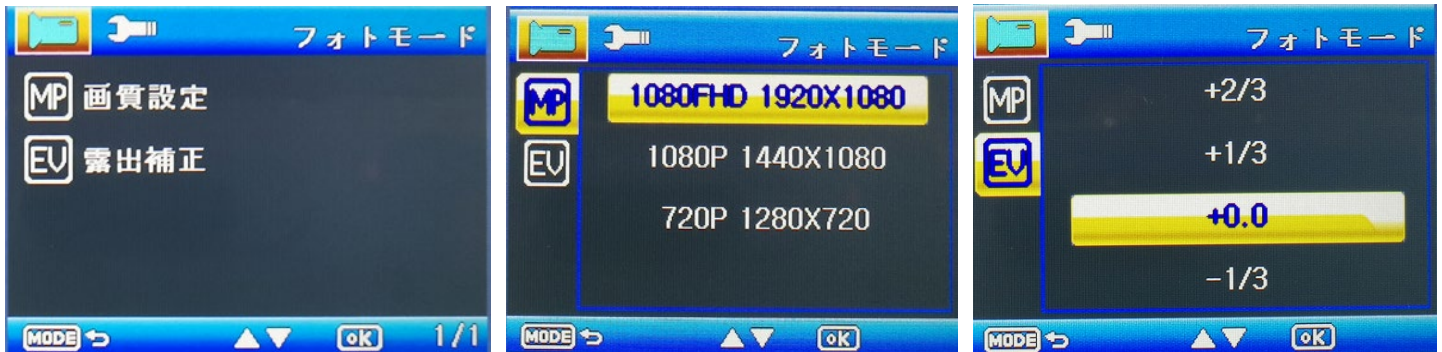 フォトモード
MP 画質設定
EV 露出補正
MODE OK 1/1
フォトモード
MP 1080FHD 1920X1080
EV 1080P 1440X1080
720P 1280X720
MODE OK
フォトモード
MP +2/3
EV +1/3
+0.0
-1/3
MODE OK